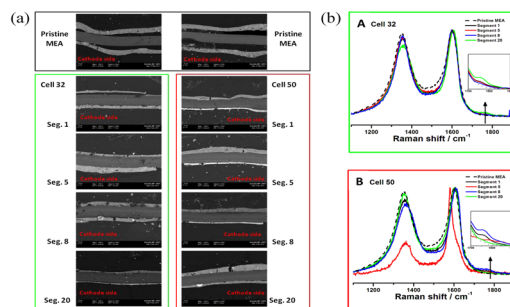 (a)
Pristine MEA
Cathode side
Cathode side
Pristine MEA
Cell 32
Cathode side
Cell 50
Cathode side
Seg. 1
Seg. 1
Cathode side
Cathode side
Seg. 5
Seg. 5
Cathode side
Cathode side
Seg. 8
Seg. 8
Cathode side
Cathode side
Seg. 20
Seg. 20
(b)
A Cell 32
Pristine MEA
Segment 1
Segment 5
Segment 8
Segment 20
1200 1400 1600 1800
Raman shift / cm⁻¹
B Cell 50
Pristine MEA
Segment 1
Segment 5
Segment 8
Segment 20
1200 1400 1600 1800
Raman shift / cm⁻¹